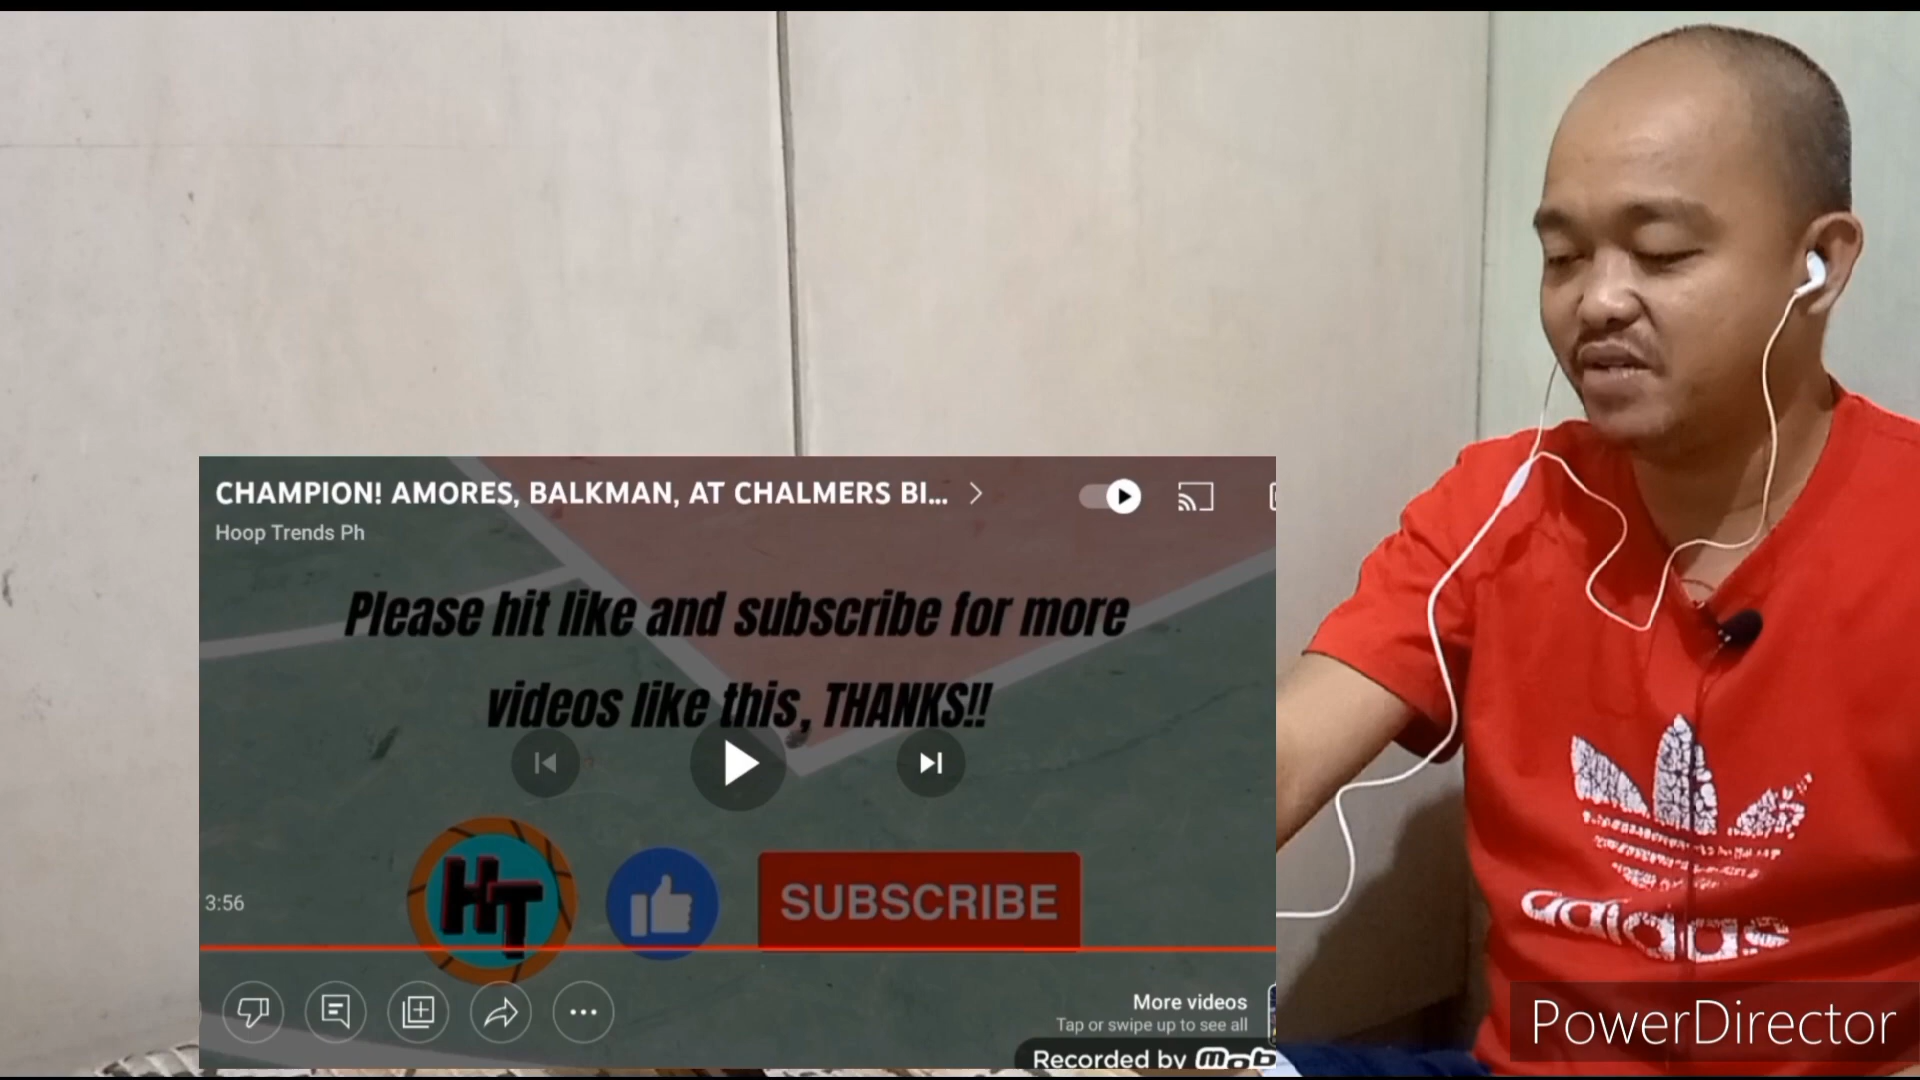 CHAMPION! AMORES, BALKMAN, AT CHALMERS BI...
Hoop Trends Ph
Please hit like and subscribe for more
videos like this, THANKS!!
HT
SUBSCRIBE
3:56
More videos
Tap or swipe up to see all
Recorded by
adidas
PowerDirector